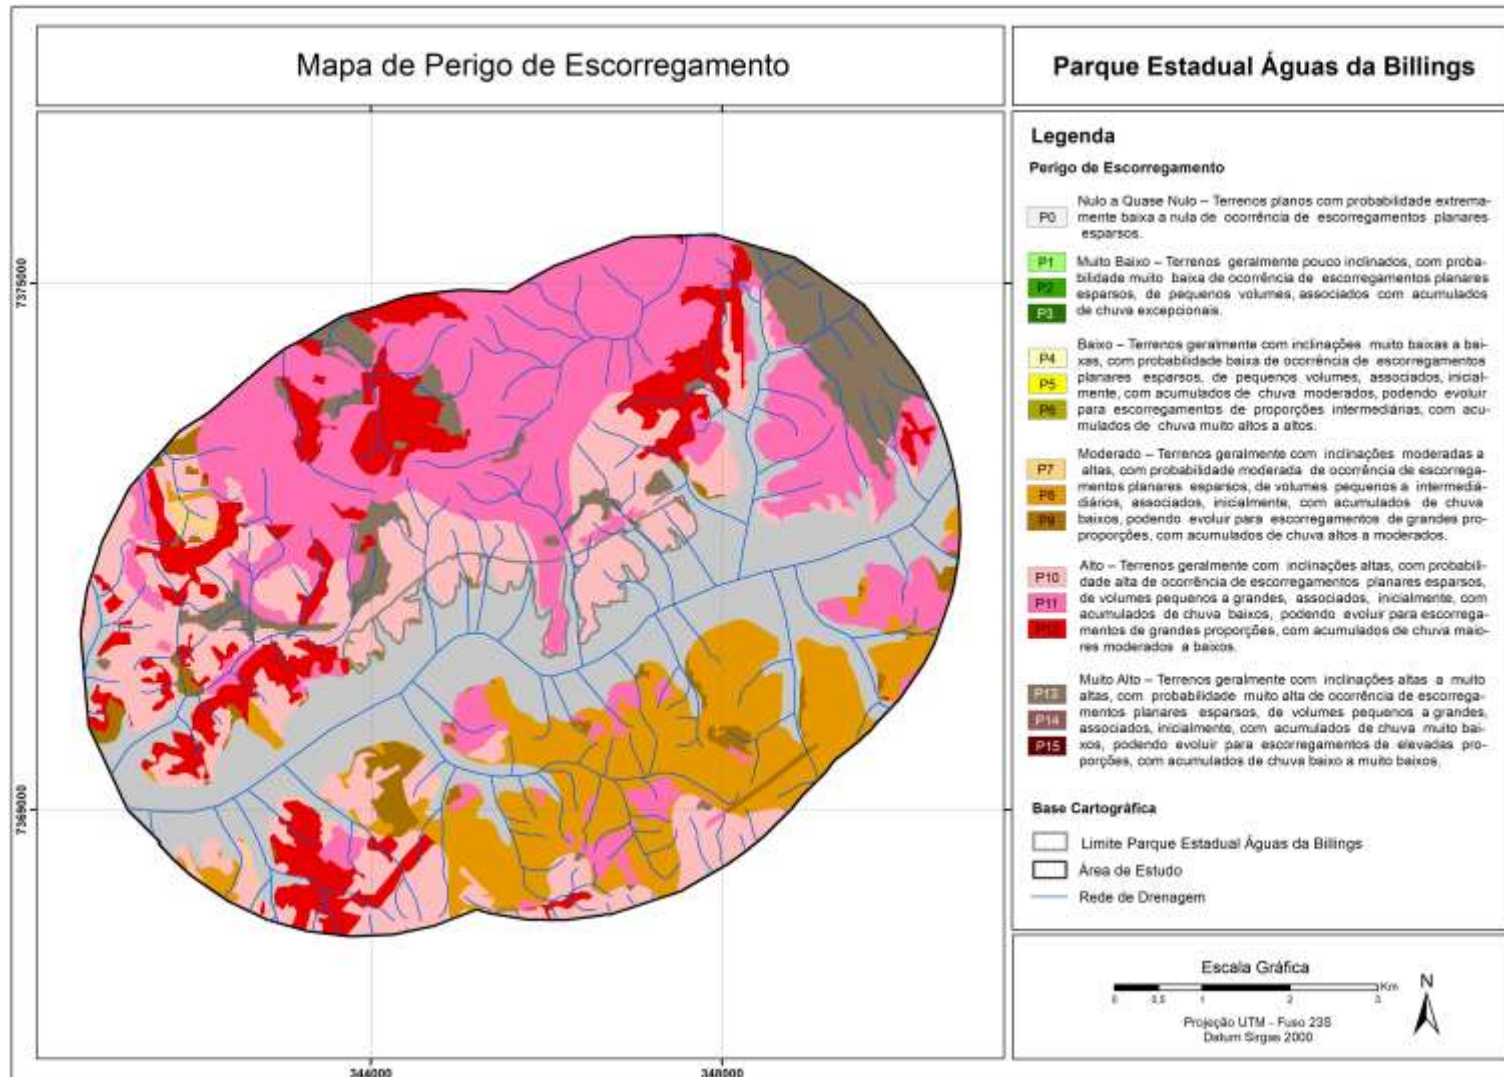 Mapa de Perigo de Escorregamento
Parque Estadual Águas da Billings
7375000
7369000
344000
348000
Legenda
Perigo de Escorregamento
P0
Nulo a Quase Nulo – Terrenos planos com probabilidade extrema-
mente baixa a nula de ocorrência de escorregamentos planares
esparsos.
P1
P2
P3
Muito Baixo – Terrenos geralmente pouco inclinados, com proba-
bilidade muito baixa de ocorrência de escorregamentos planares
esparsos, de pequenos volumes, associados com acumulados
de chuva excepcionais.
P4
P5
P6
Baixo – Terrenos geralmente com inclinações muito baixas a bai-
xas, com probabilidade baixa de ocorrência de escorregamentos
planares esparsos, de pequenos volumes, associados, inicial-
mente, com acumulados de chuva moderados, podendo evoluir
para escorregamentos de proporções intermediárias, com acu-
mulados de chuva muito altos a altos.
P7
P8
P9
Moderado – Terrenos geralmente com inclinações moderadas a
altas, com probabilidade moderada de ocorrência de escorrega-
mentos planares esparsos, de volumes pequenos a intermediá-
diários, associados, inicialmente, com acumulados de chuva
baixos, podendo evoluir para escorregamentos de grandes pro-
proporções, com acumulados de chuva altos a moderados.
P10
P11
P12
Alto – Terrenos geralmente com inclinações altas, com probabili-
dade alta de ocorrência de escorregamentos planares esparsos,
de volumes pequenos a grandes, associados, inicialmente, com
acumulados de chuva baixos, podendo evoluir para escorrega-
mentos de grandes proporções, com acumulados de chuva maio-
res moderados a baixos.
P13
P14
P15
Muito Alto – Terrenos geralmente com inclinações altas a muito
altas, com probabilidade muito alta de ocorrência de escorrega-
mentos planares esparsos, de volumes pequenos a grandes,
associados, inicialmente, com acumulados de chuva muito bai-
xos, podendo evoluir para escorregamentos de elevadas pro-
porções, com acumulados de chuva baixo a muito baixos.
Base Cartográfica
Limite Parque Estadual Águas da Billings
Área de Estudo
Rede de Drenagem
Escala Gráfica
0 0,5 1 2 3 Km
N
Projeção UTM - Fuso 23S
Datum Sirgas 2000